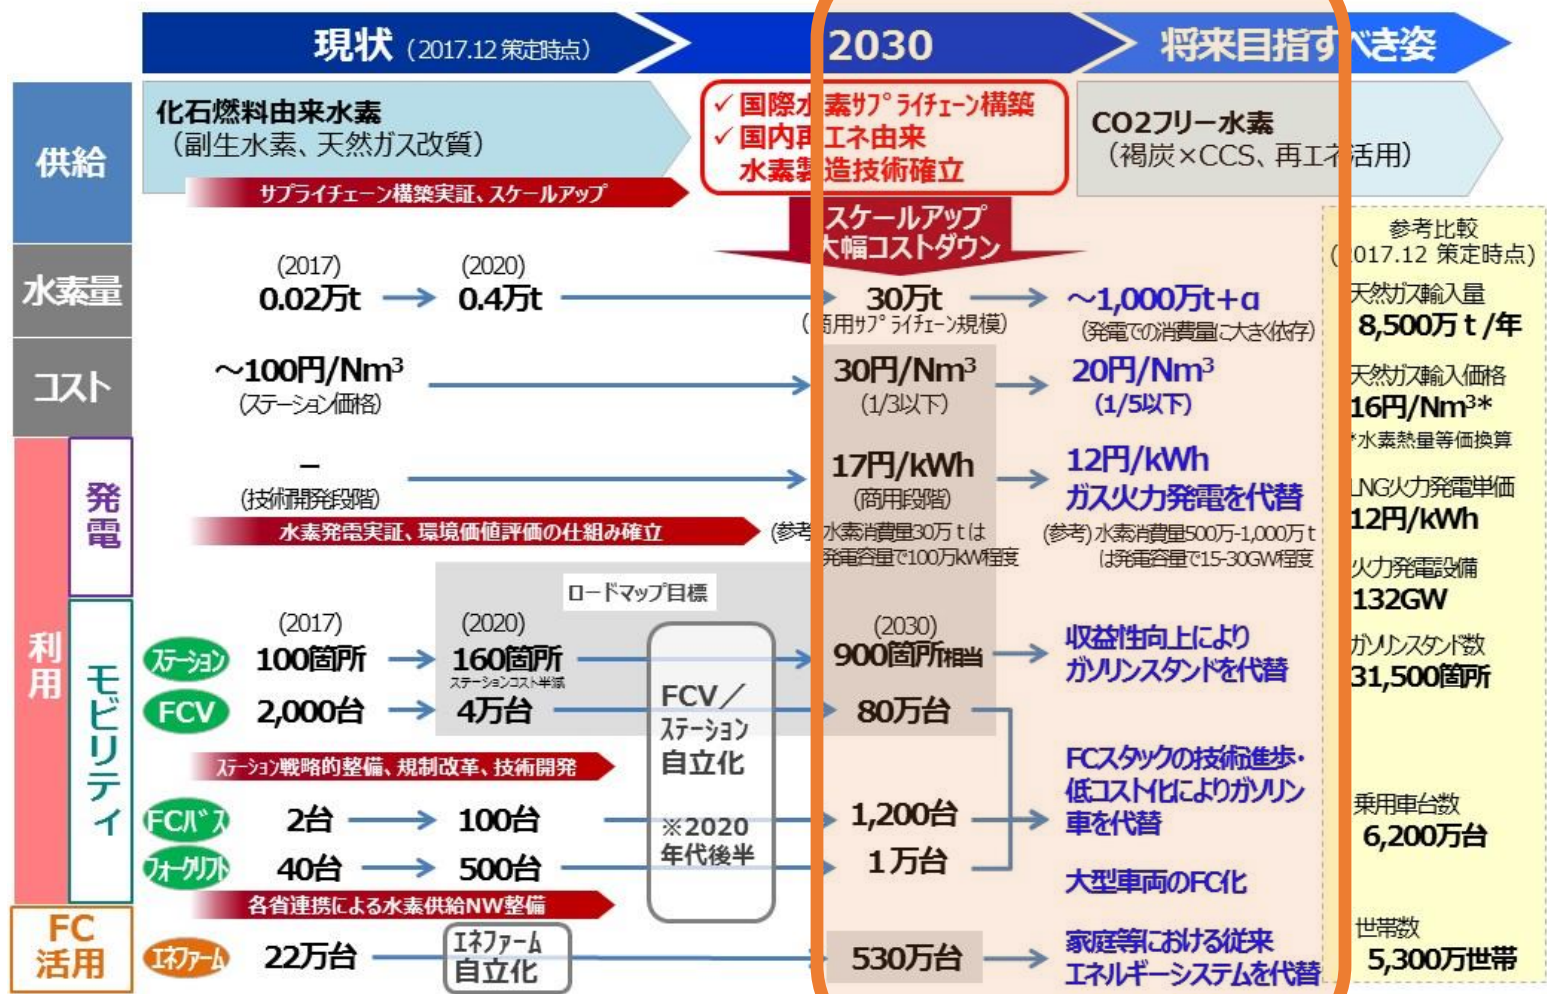 現状（2017.12 策定時点）
2030
将来目指すべき姿
供給
化石燃料由来水素
（副生水素、天然ガス改質）
✓国際水素ｻﾌﾟﾗｲﾁｪｰﾝ構築
✓国内再エネ由来
水素製造技術確立
CO2フリー水素
（褐炭×CCS、再エネ活用）
サプライチェーン構築実証、スケールアップ
スケールアップ
大幅コストダウン
参考比較
(2017.12 策定時点)
水素量
(2017)
0.02万t
(2020)
0.4万t
30万t
(商用ｻﾌﾟﾗｲﾁｪｰﾝ規模)
～1,000万t+α
(発電での消費量に大きく依存)
天然ガス輸入量
8,500万ｔ/年
コスト
～100円/Nm³
(ステーション価格)
30円/Nm³
(1/3以下)
20円/Nm³
(1/5以下)
天然ガス輸入価格
16円/Nm³*
*水素熱量等価換算
利用
発電
－
(技術開発段階)
17円/kWh
(商用段階)
12円/kWh
ガス火力発電を代替
LNG火力発電単価
12円/kWh
水素発電実証、環境価値評価の仕組み確立
(参考)水素消費量30万ｔは
発電容量で100万kW程度
(参考)水素消費量500万-1,000万ｔ
は発電容量で15-30GW程度
火力発電設備
132GW
ロードマップ目標
モビリティ
ｽﾃｰｼｮﾝ
(2017)
100箇所
(2020)
160箇所
ステーションコスト半減
(2030)
900箇所相当
収益性向上により
ガソリンスタンドを代替
ガソリンスタンド数
31,500箇所
FCV
2,000台
4万台
80万台
FCV／
ｽﾃｰｼｮﾝ
自立化
※2020
年代後半
ｽﾃｰｼｮﾝ戦略的整備、規制改革、技術開発
FCスタックの技術進歩・
低コスト化によりガソリン
車を代替
FCﾊﾞｽ
2台
100台
1,200台
乗用車台数
6,200万台
ﾌｫｰｸﾘﾌﾄ
40台
500台
1万台
大型車両のFC化
各省連携による水素供給NW整備
FC
活用
ｴﾈﾌｧｰﾑ
22万台
ｴﾈﾌｧｰﾑ
自立化
530万台
家庭等における従来
エネルギーシステムを代替
世帯数
5,300万世帯